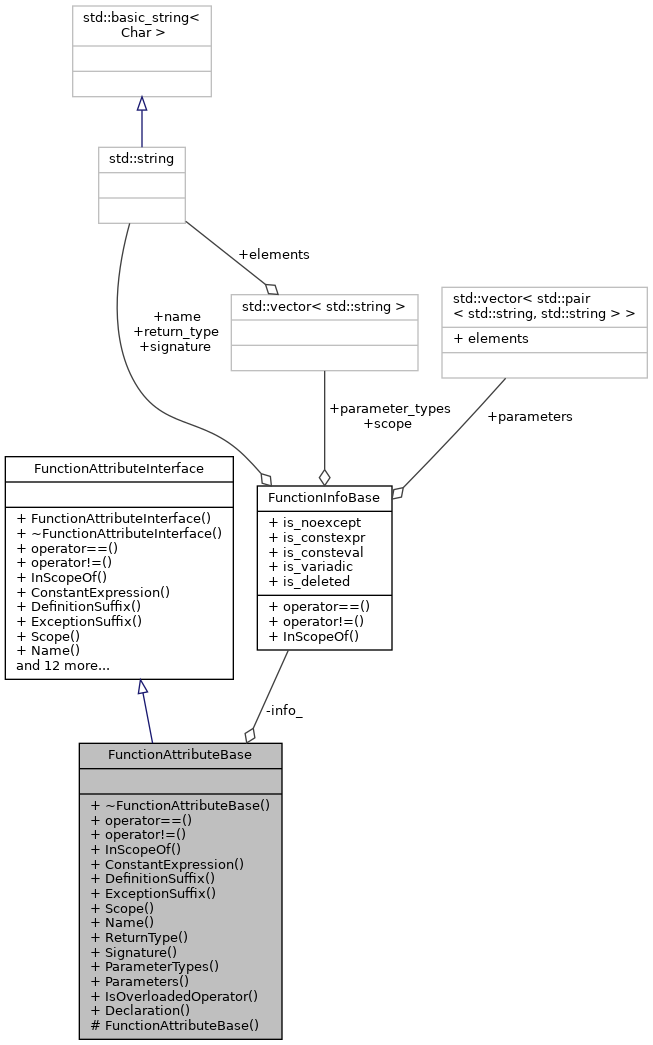 std::basic_string<
Char >
std::string
+elements
std::vector< std::string >
std::vector< std::pair
< std::string, std::string > >
+ elements
+name
+return_type
+signature
+parameter_types
+scope
+parameters
FunctionAttributeInterface
+ FunctionAttributeInterface()
+ ~FunctionAttributeInterface()
+ operator==()
+ operator!=()
+ InScopeOf()
+ ConstantExpression()
+ DefinitionSuffix()
+ ExceptionSuffix()
+ Scope()
+ Name()
and 12 more...
FunctionInfoBase
+ is_noexcept
+ is_constexpr
+ is_consteval
+ is_variadic
+ is_deleted
+ operator==()
+ operator!=()
+ InScopeOf()
-info_
FunctionAttributeBase
+ ~FunctionAttributeBase()
+ operator==()
+ operator!=()
+ InScopeOf()
+ ConstantExpression()
+ DefinitionSuffix()
+ ExceptionSuffix()
+ Scope()
+ Name()
+ ReturnType()
+ Signature()
+ ParameterTypes()
+ Parameters()
+ IsOverloadedOperator()
+ Declaration()
# FunctionAttributeBase()